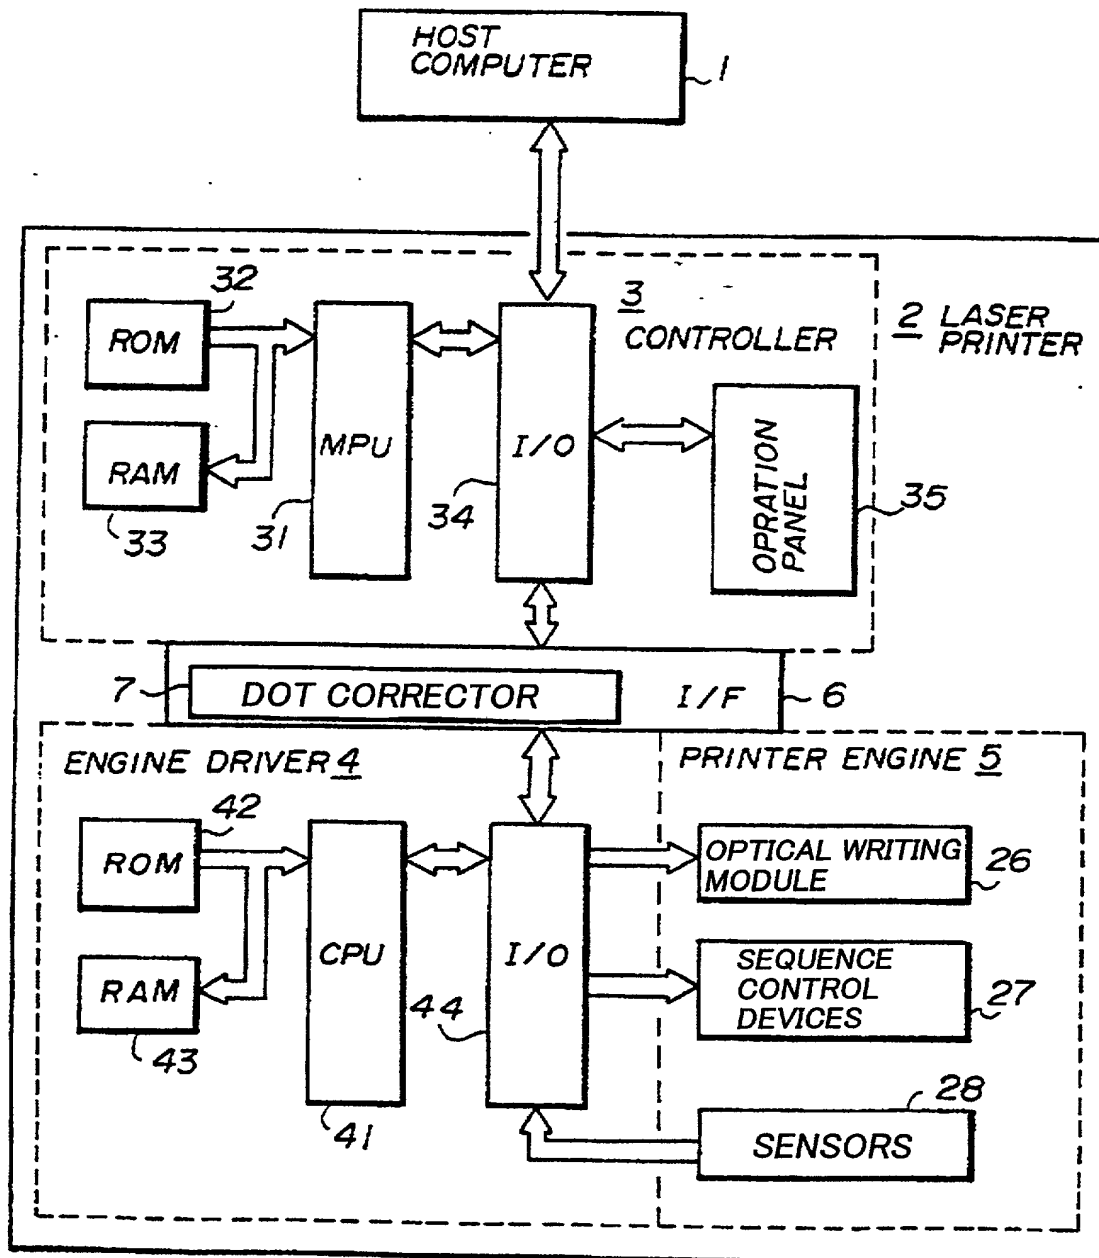 HOST
COMPUTER
1
32
ROM
3
CONTROLLER
2 LASER
PRINTER
RAM
33
MPU
31
I/O
34
OPRATION
PANEL
35
7
DOT CORRECTOR
I/F
6
ENGINE DRIVER 4
PRINTER ENGINE 5
42
ROM
OPTICAL WRITING
MODULE
26
CPU
I/O
RAM
43
44
41
SEQUENCE
CONTROL
DEVICES
27
28
SENSORS